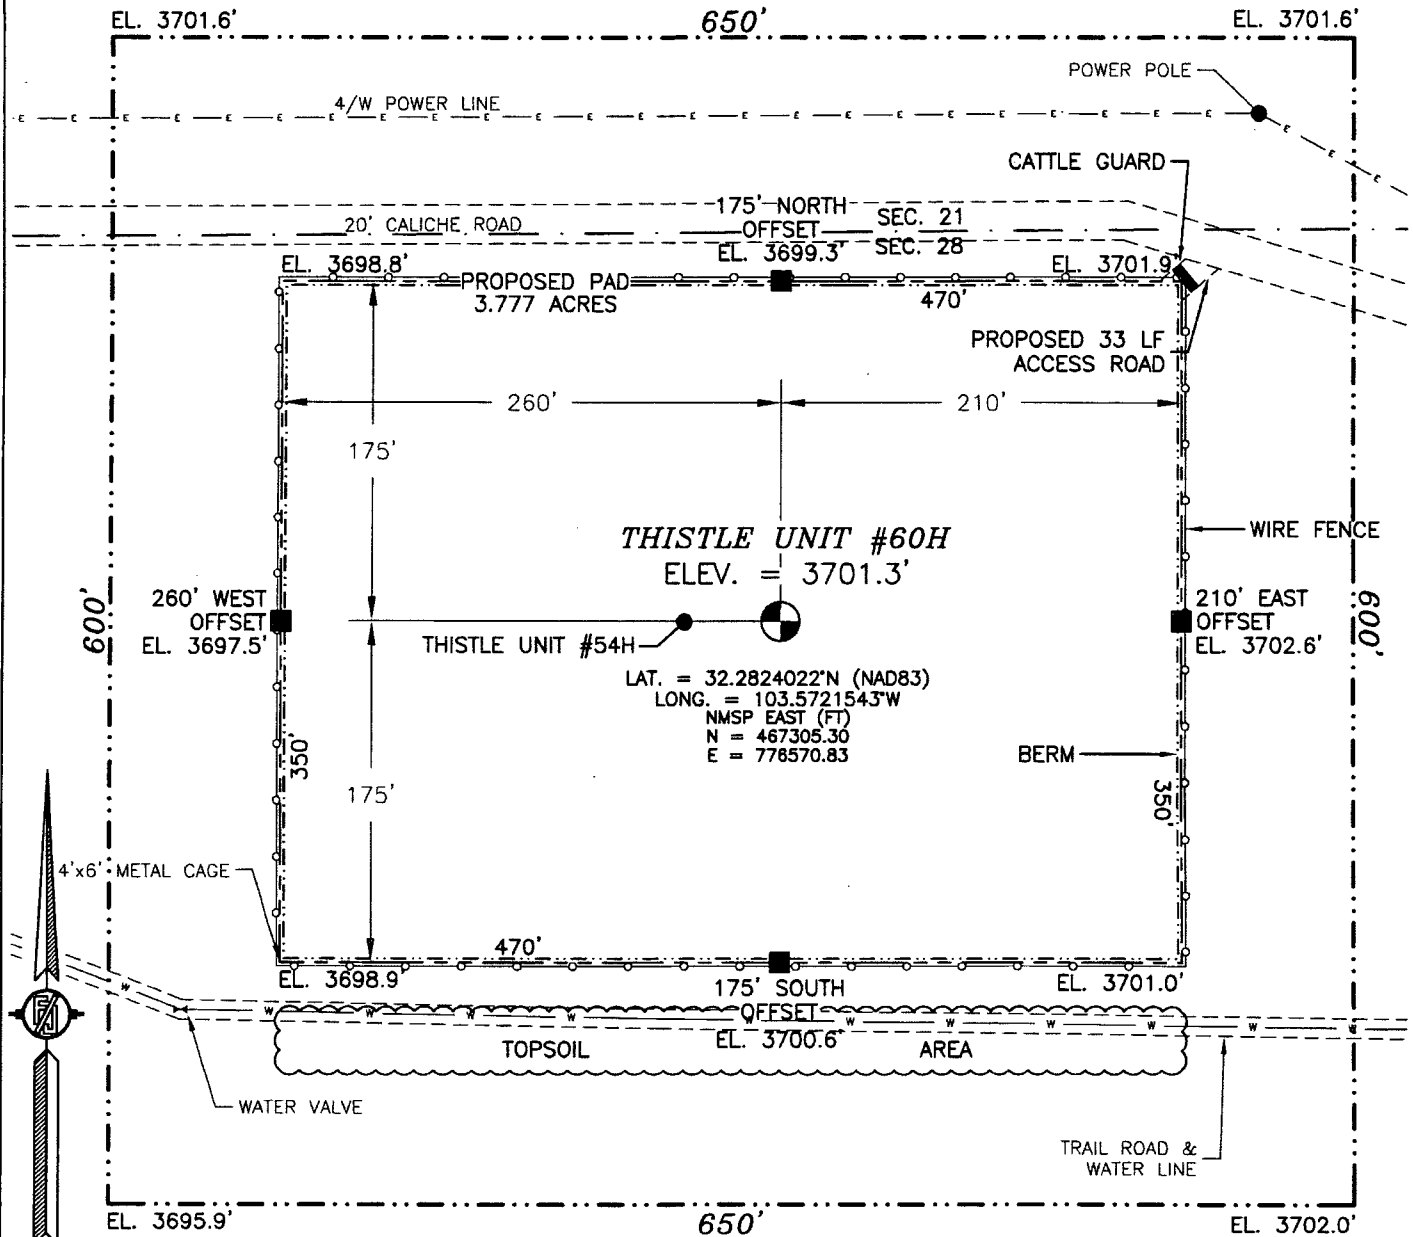 EL. 3701.6'
650'
EL. 3701.6'
POWER POLE
4/W POWER LINE
E E E E E E E E E E E E E E E E E E E E E E E E E E E
CATTLE GUARD
175' NORTH
OFFSET
EL. 3699.3'
SEC. 21
SEC. 28
20' CALICHE ROAD
EL. 3698.8'
EL. 3701.9'
PROPOSED PAD
3.777 ACRES
470'
PROPOSED 33 LF
ACCESS ROAD
260'
210'
175'
THISTLE UNIT #60H
ELEV. = 3701.3'
WIRE FENCE
600'
260' WEST
OFFSET
EL. 3697.5'
210' EAST
OFFSET
EL. 3702.6'
600'
THISTLE UNIT #54H
LAT. = 32.2824022°N (NAD83)
LONG. = 103.5721543°W
NMSP EAST (FT)
N = 467305.30
E = 776570.83
350'
BERM
175'
350'
4'x6' METAL CAGE
470'
EL. 3698.9'
EL. 3701.0'
175' SOUTH
OFFSET
EL. 3700.6'
W W W W W W W W W W W W W W
TOPSOIL AREA
WATER VALVE
TRAIL ROAD &
WATER LINE
EL. 3695.9'
650'
EL. 3702.0'